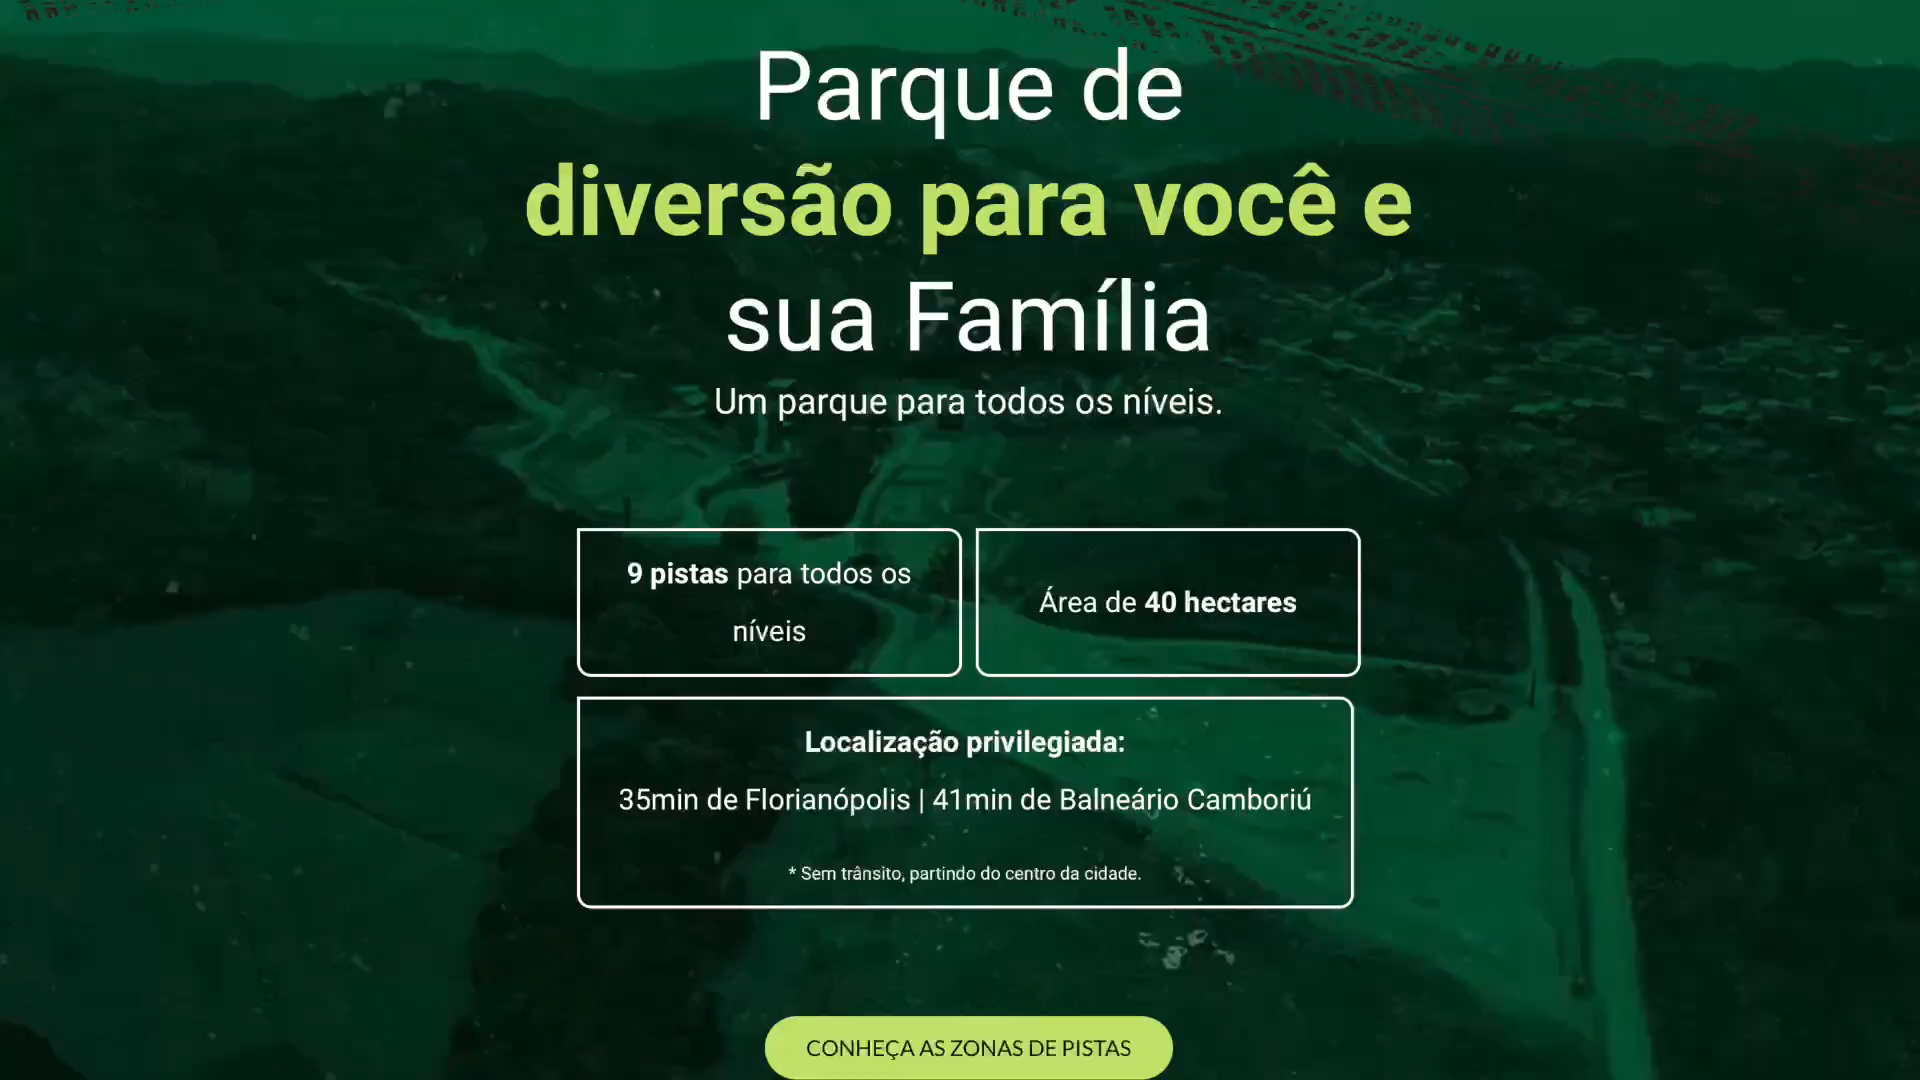 Parque de
diversão para você e
sua Família
Um parque para todos os níveis.
9 pistas para todos os
níveis
Área de 40 hectares
Localização privilegiada:
35min de Florianópolis | 41min de Balneário Camboriú
* Sem trânsito, partindo do centro da cidade.
CONHEÇA AS ZONAS DE PISTAS